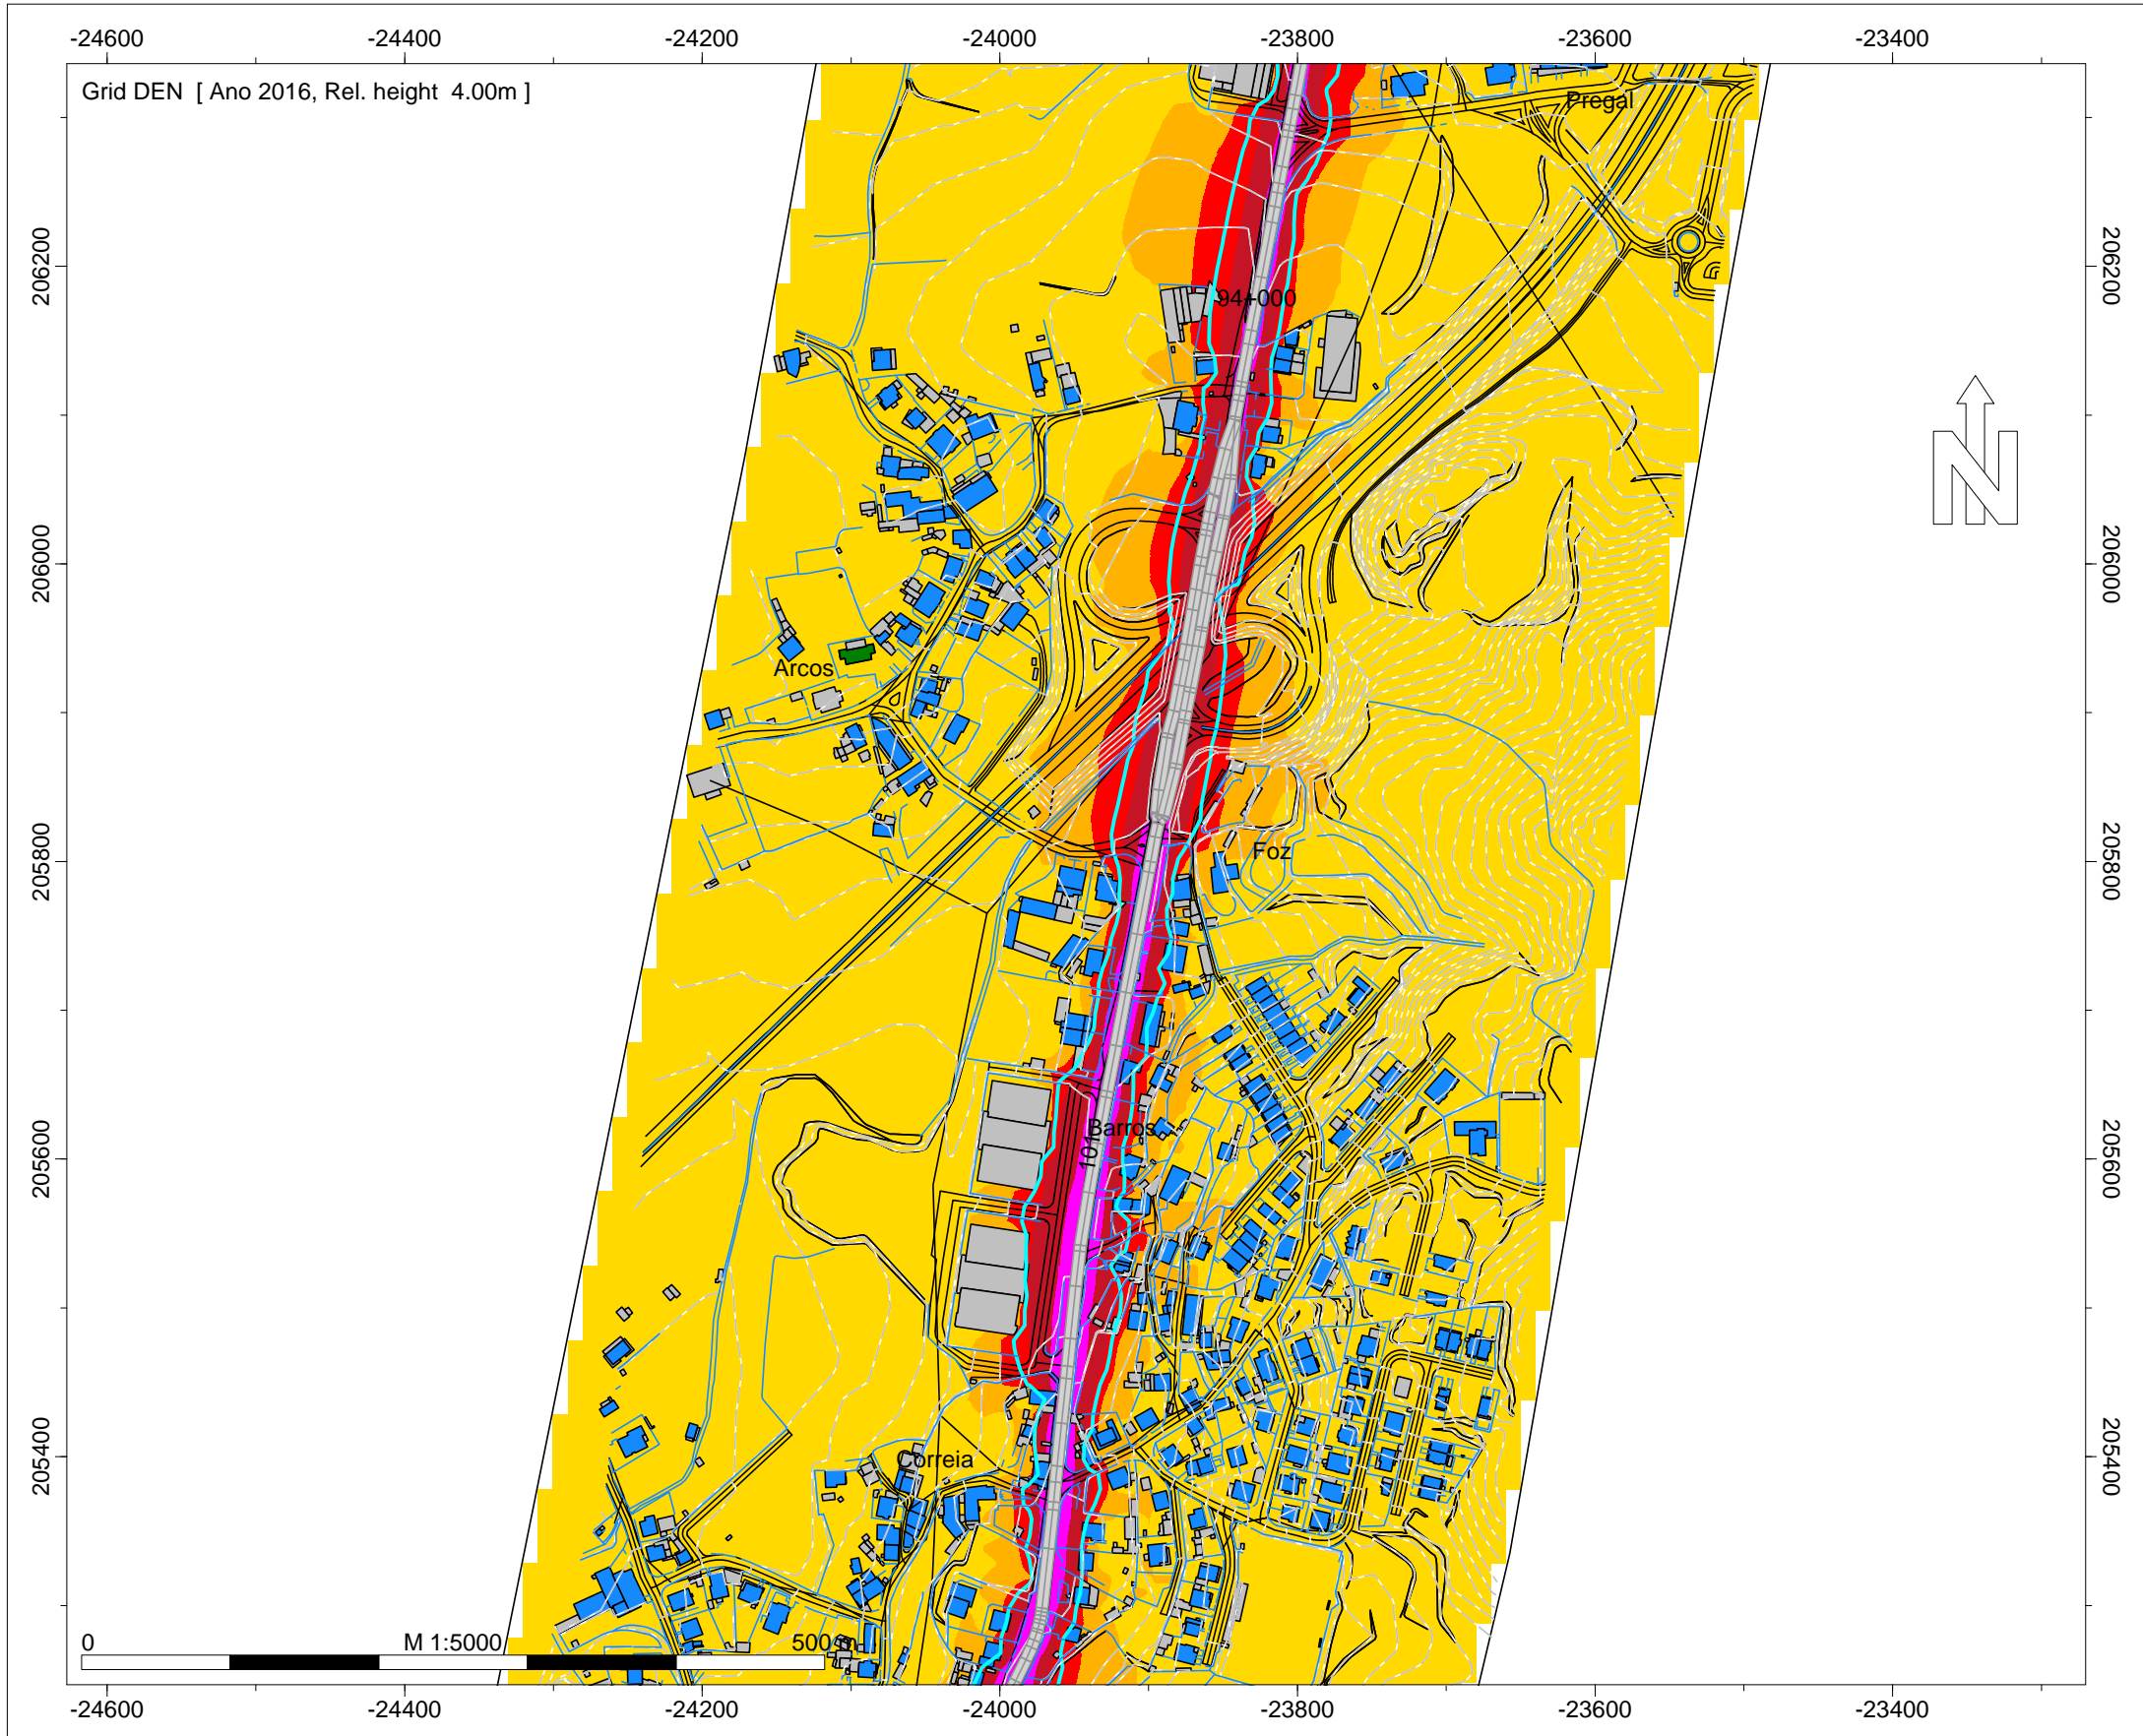 -24600 -24400 -24200 -24000 -23800 -23600 -23400
Grid DEN [ Ano 2016, Rel. height 4.00m ]
Pregal
206200 206200
94+000
N
206000 206000
Arcos
205800 205800
Foz
Barros
101
205600 205600
205400 205400
Correia
0 M 1:5000 500 m
-24600 -24400 -24200 -24000 -23800 -23600 -23400